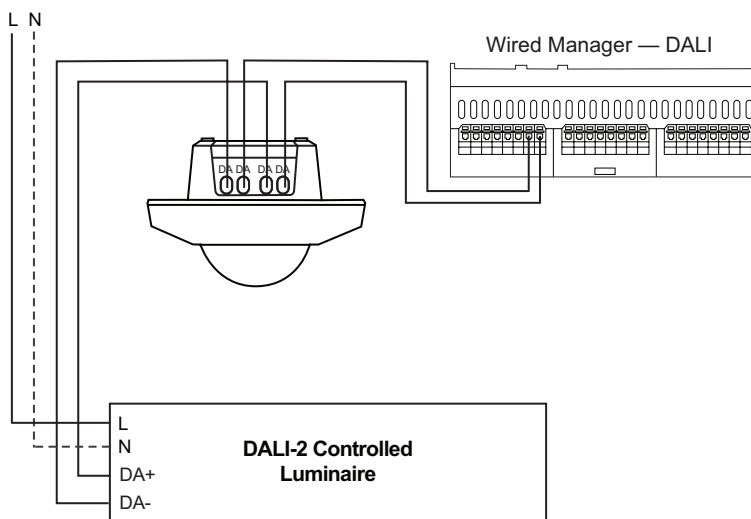 L N
Wired Manager — DALI
DA DA DA DA
L
N
DA+
DA-
DALI-2 Controlled
Luminaire